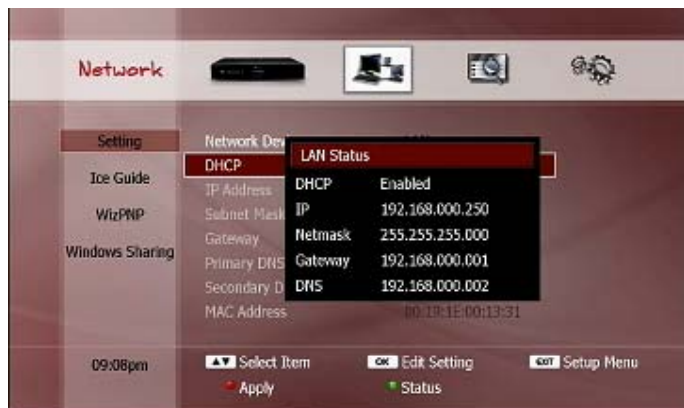 Network
Setting
Ice Guide
WizPNP
Windows Sharing
Network Dev
DHCP
IP Address
Subnet Mask
Gateway
Primary DNS
Secondary D
MAC Address 00:19:1E:00:13:31
LAN Status
DHCP Enabled
IP 192.168.000.250
Netmask 255.255.255.000
Gateway 192.168.000.001
DNS 192.168.000.002
09:08pm
▲▼ Select Item OK Edit Setting EXIT Setup Menu
Apply Status